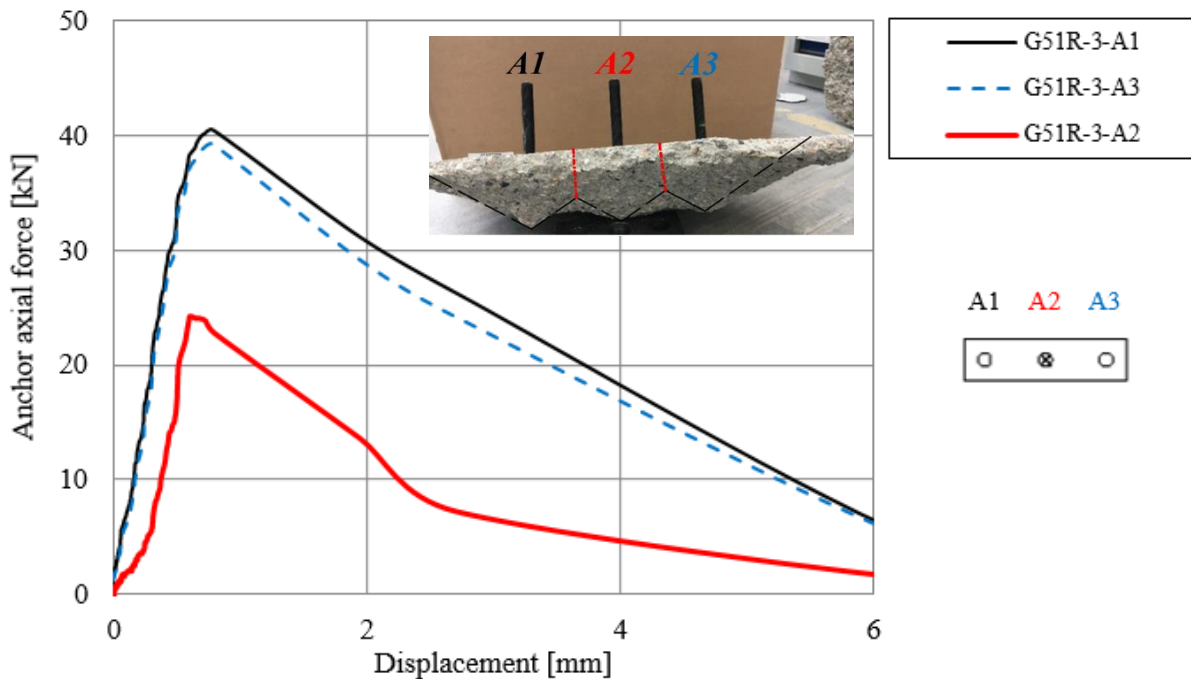 50
40
30
20
10
0
Anchor axial force [kN]
0 2 4 6
Displacement [mm]
A1 A2 A3
G51R-3-A1
G51R-3-A3
G51R-3-A2
A1 A2 A3